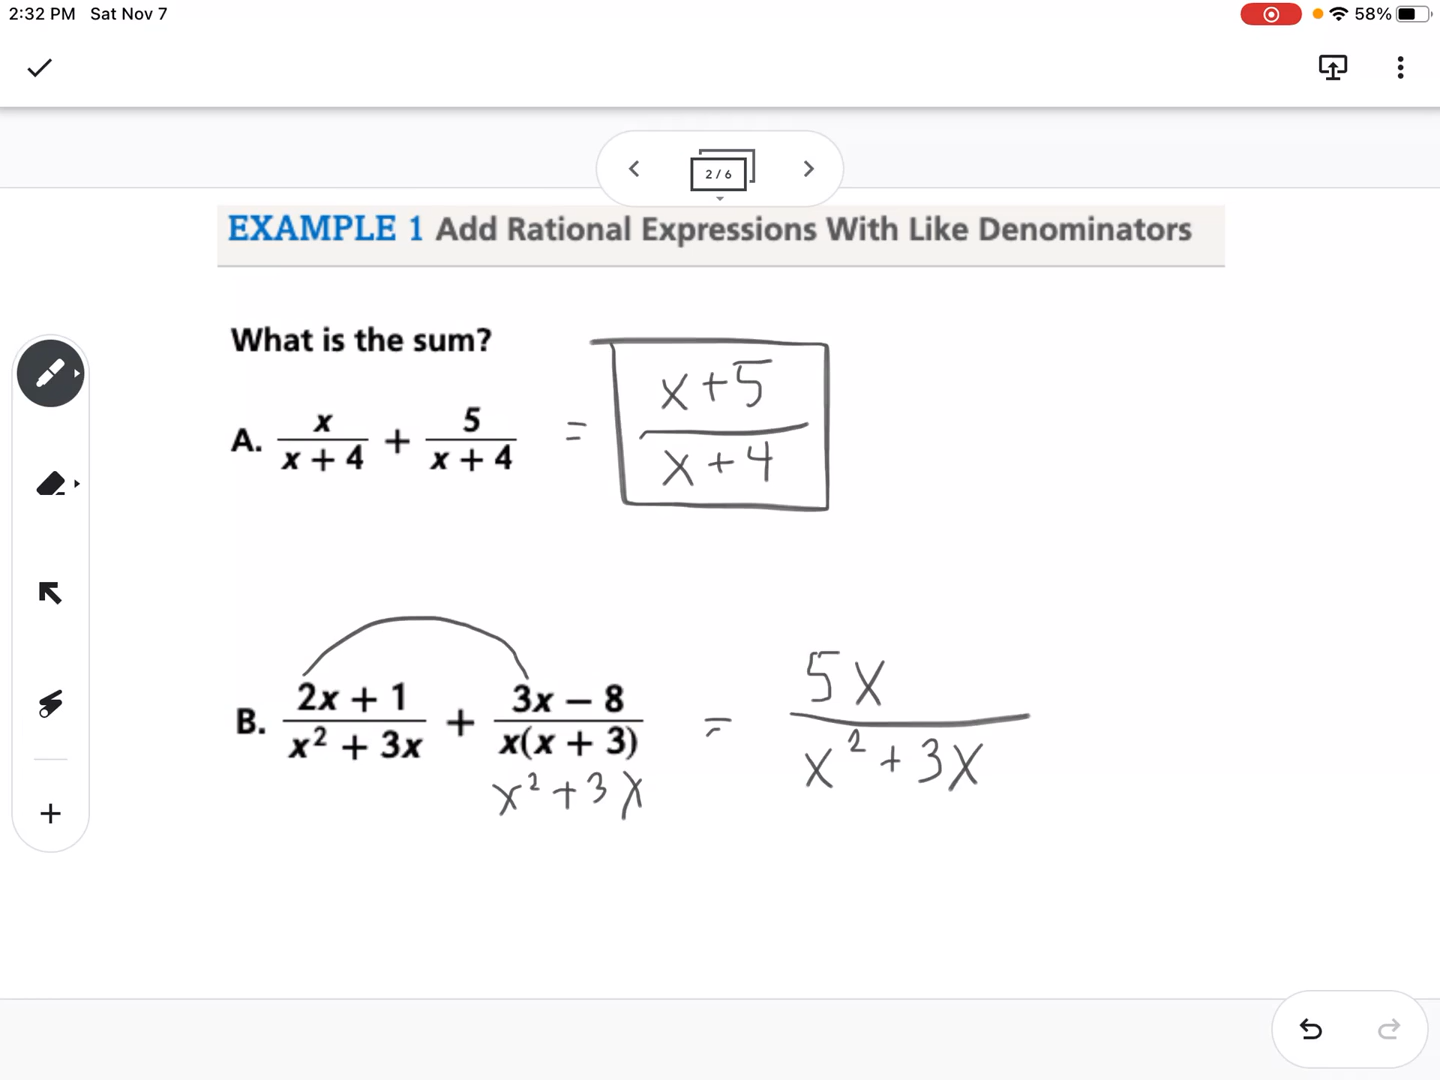 2:32 PM Sat Nov 7
58%
2 / 6
EXAMPLE 1 Add Rational Expressions With Like Denominators
What is the sum?
A. x/(x + 4) + 5/(x + 4) = (x + 5)/(x + 4)
B. (2x + 1)/(x² + 3x) + (3x – 8)/(x(x + 3)) = 5x/(x² + 3x)
x² + 3x